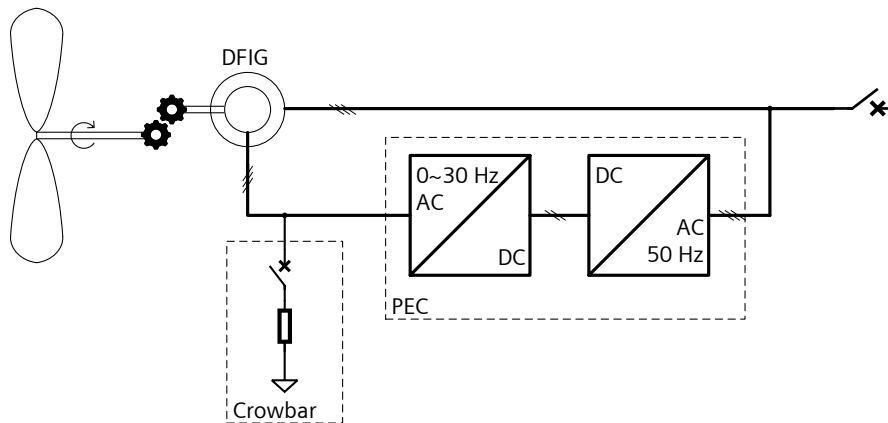 DFIG
0~30 Hz
AC
DC
DC
AC
50 Hz
PEC
Crowbar